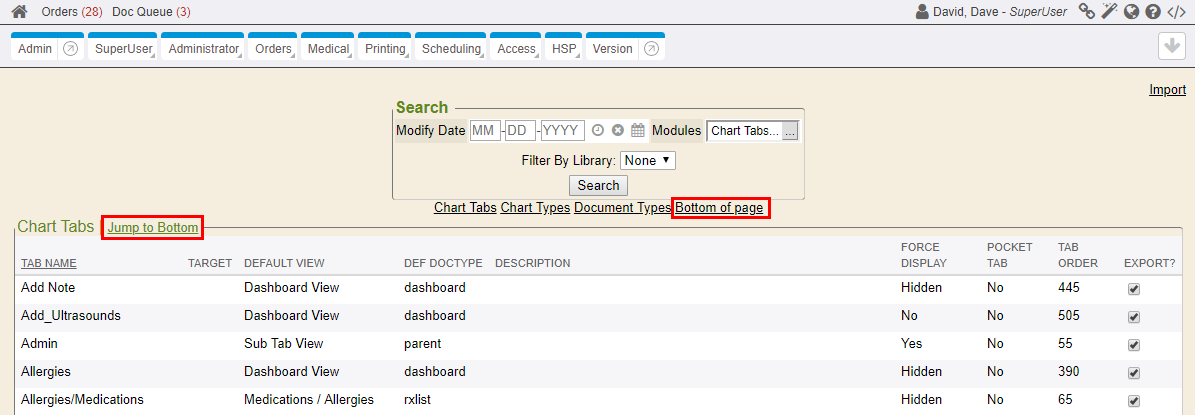 Orders (28) Doc Queue (3) David, Dave - SuperUser
Admin SuperUser Administrator Orders Medical Printing Scheduling Access HSP Version
Import
Search
Modify Date MM - DD - YYYY Modules Chart Tabs... ...
Filter By Library: None
Search
Chart Tabs Chart Types Document Types Bottom of page
Chart Tabs Jump to Bottom
TAB NAME TARGET DEFAULT VIEW DEF DOCTYPE DESCRIPTION FORCE DISPLAY POCKET TAB TAB ORDER EXPORT?
Add Note Dashboard View dashboard Hidden No 445
Add_Ultrasounds Dashboard View dashboard No No 505
Admin Sub Tab View parent Yes No 55
Allergies Dashboard View dashboard Hidden No 390
Allergies/Medications Medications / Allergies rxlist Hidden No 65